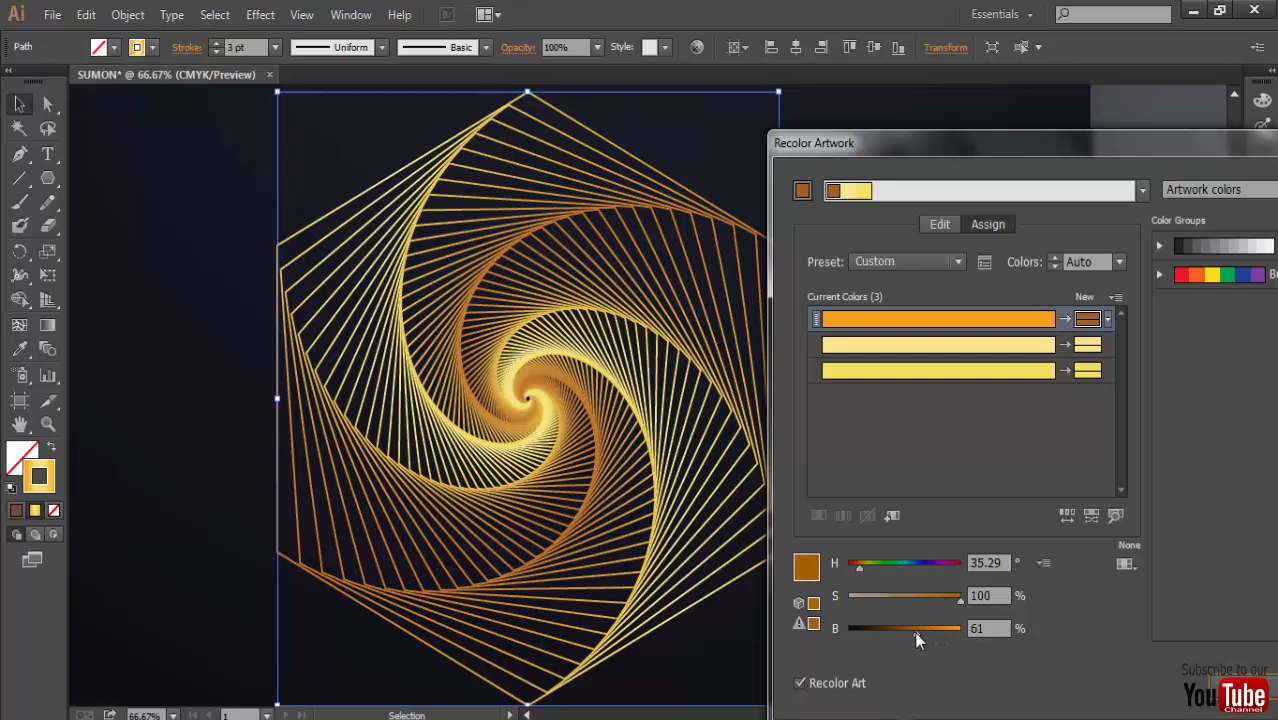 Ai File Edit Object Type Select Effect View Window Help Br Essentials
Path Stroke: 3 pt Uniform Basic Opacity: 100% Style: Transform
SUMON* @ 66.67% (CMYK/Preview) ×
Recolor Artwork
Artwork colors
Edit Assign
Color Groups
Preset: Custom Colors: Auto
Current Colors (3) New
None
H 35.29 °
S 100 %
B 61 %
Recolor Art
Subscribe to our
YouTube
Channel
66.67% 1 Selection